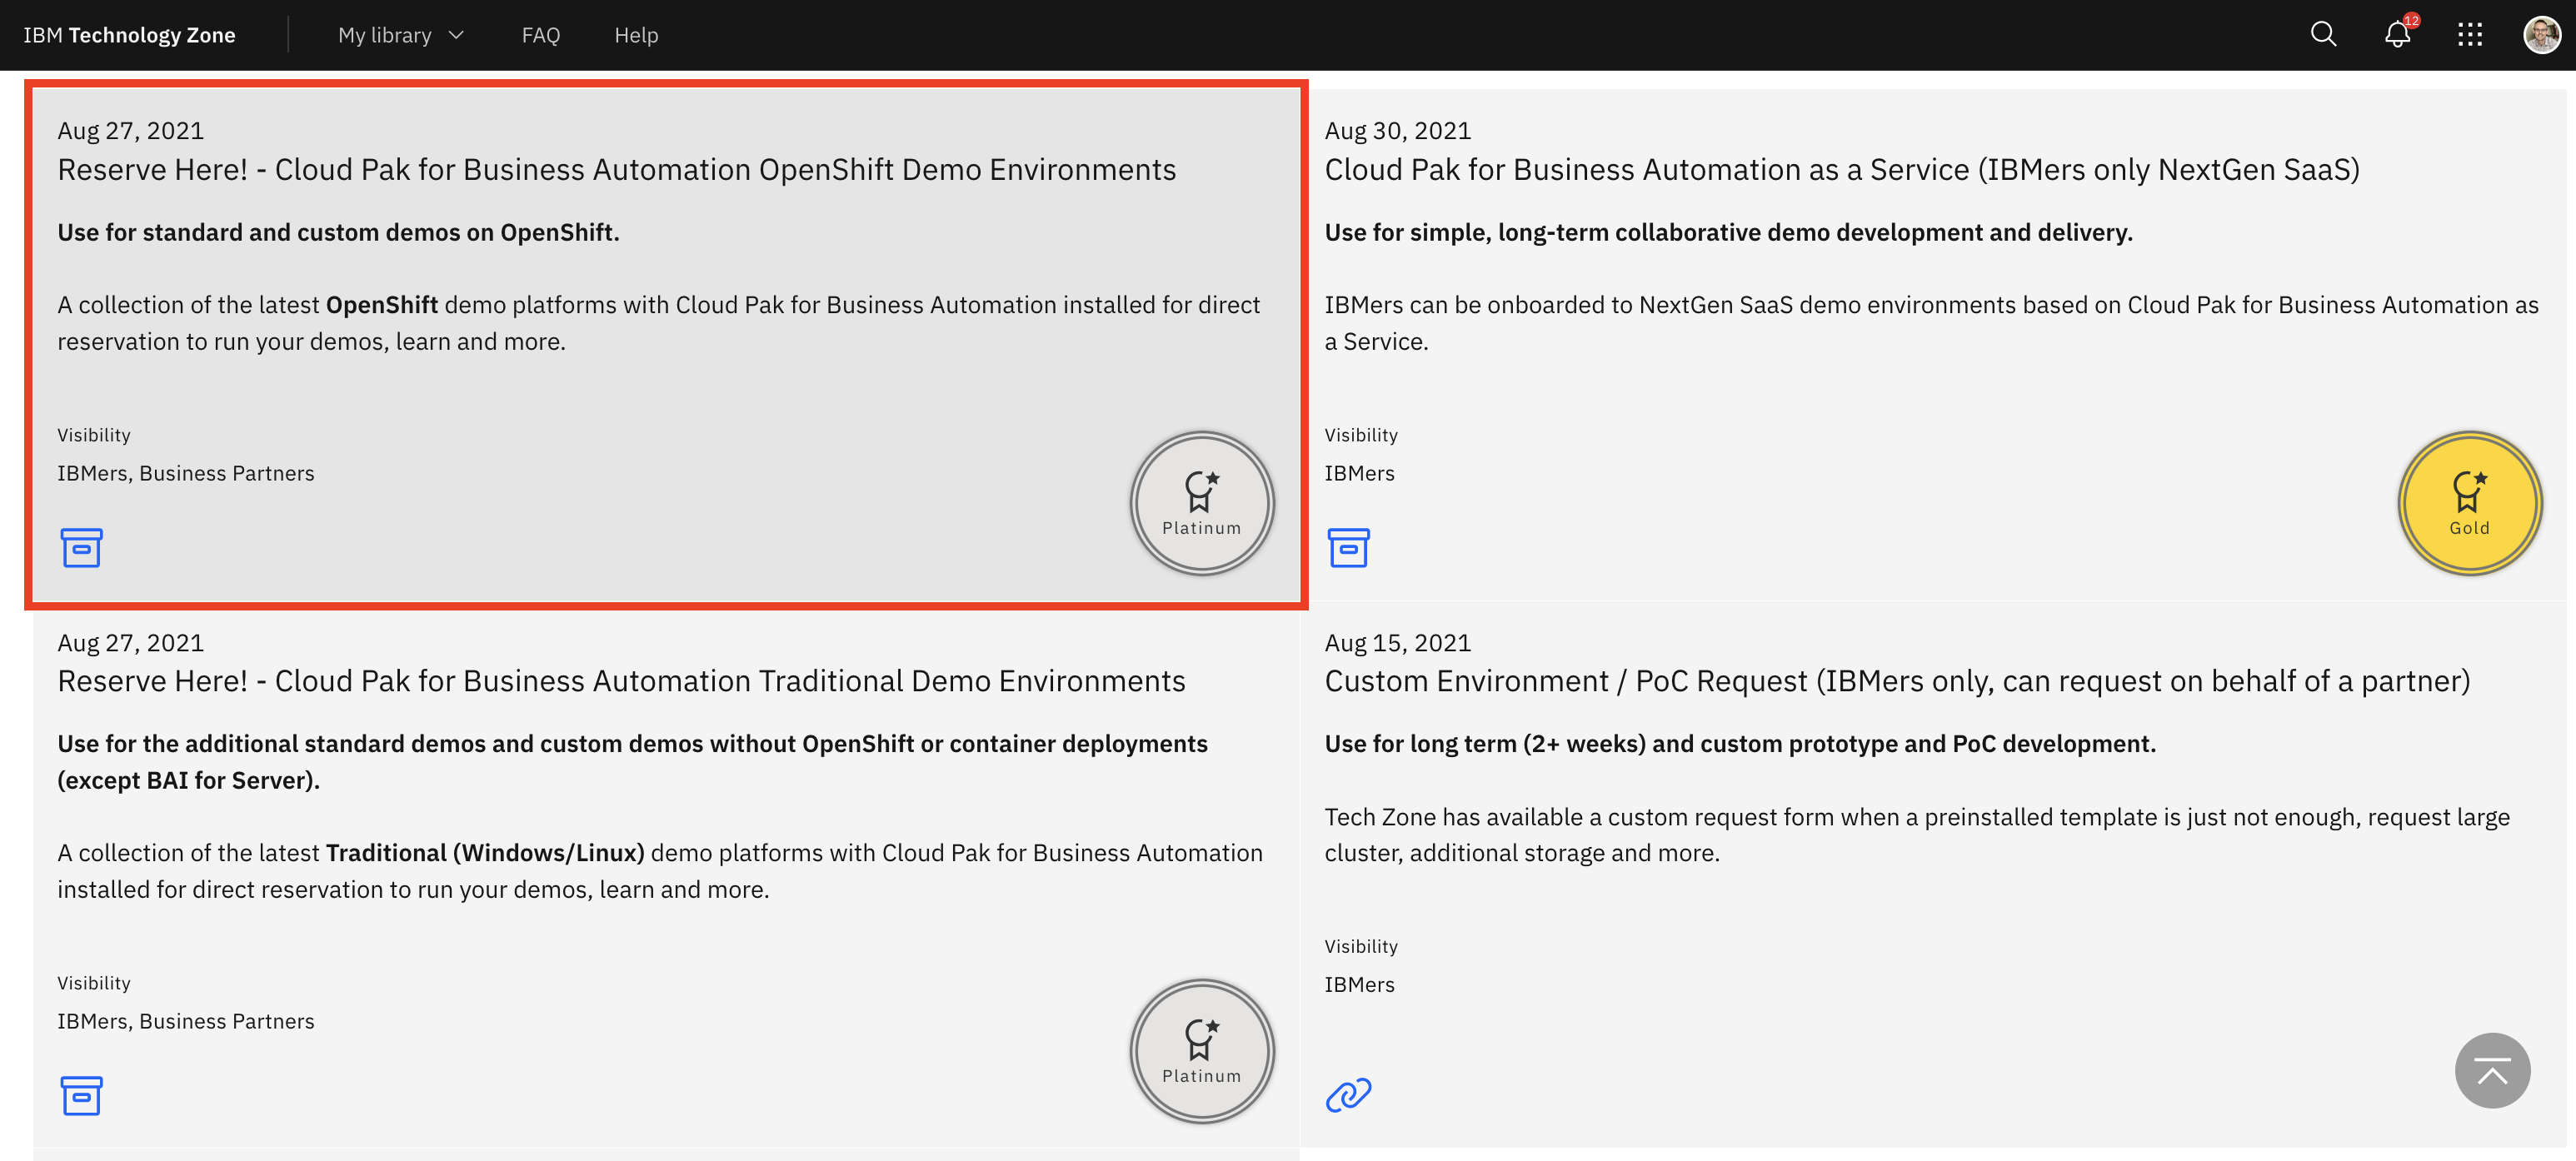 IBM Technology Zone
My library
FAQ
Help
12
Aug 27, 2021
Reserve Here! - Cloud Pak for Business Automation OpenShift Demo Environments
Use for standard and custom demos on OpenShift.
A collection of the latest OpenShift demo platforms with Cloud Pak for Business Automation installed for direct
reservation to run your demos, learn and more.
Visibility
IBMers, Business Partners
Platinum
Aug 30, 2021
Cloud Pak for Business Automation as a Service (IBMers only NextGen SaaS)
Use for simple, long-term collaborative demo development and delivery.
IBMers can be onboarded to NextGen SaaS demo environments based on Cloud Pak for Business Automation as
a Service.
Visibility
IBMers
Gold
Aug 27, 2021
Reserve Here! - Cloud Pak for Business Automation Traditional Demo Environments
Use for the additional standard demos and custom demos without OpenShift or container deployments
(except BAI for Server).
A collection of the latest Traditional (Windows/Linux) demo platforms with Cloud Pak for Business Automation
installed for direct reservation to run your demos, learn and more.
Visibility
IBMers, Business Partners
Platinum
Aug 15, 2021
Custom Environment / PoC Request (IBMers only, can request on behalf of a partner)
Use for long term (2+ weeks) and custom prototype and PoC development.
Tech Zone has available a custom request form when a preinstalled template is just not enough, request large
cluster, additional storage and more.
Visibility
IBMers